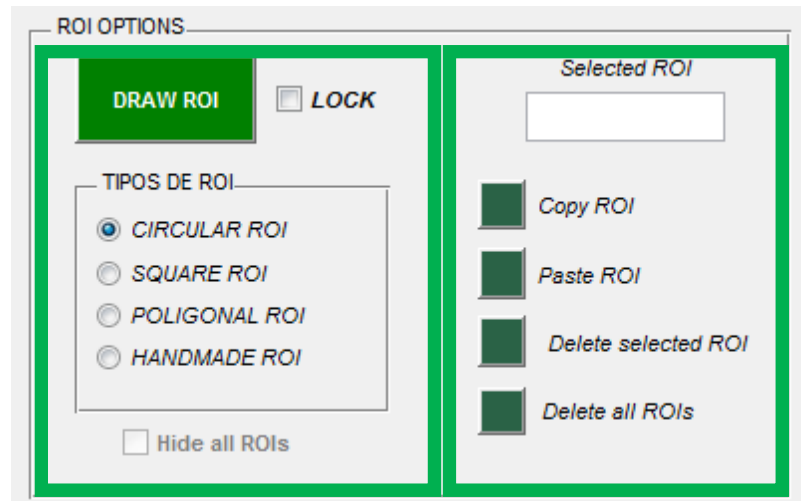 ROI OPTIONS
DRAW ROI
LOCK
TIPOS DE ROI
CIRCULAR ROI
SQUARE ROI
POLIGONAL ROI
HANDMADE ROI
Hide all ROIs
Selected ROI
Copy ROI
Paste ROI
Delete selected ROI
Delete all ROIs